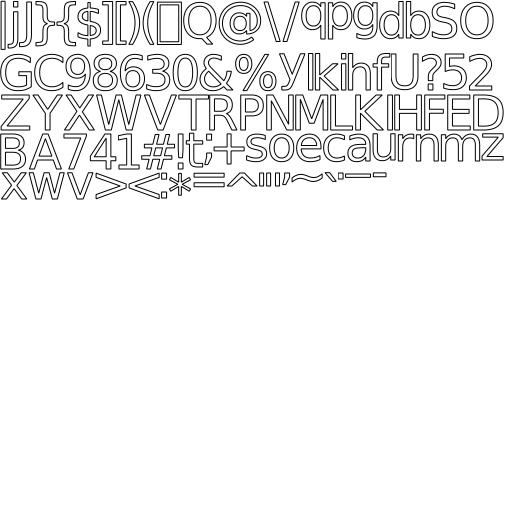 |jJ}{$][)(▯Q@\/qpgdbSO
GC98630&%ylkihfU?52
ZYXWVTRPNMLKIHFED
BA741#!t;+soecaurnmz
xwv><:*=^"',~`.—-